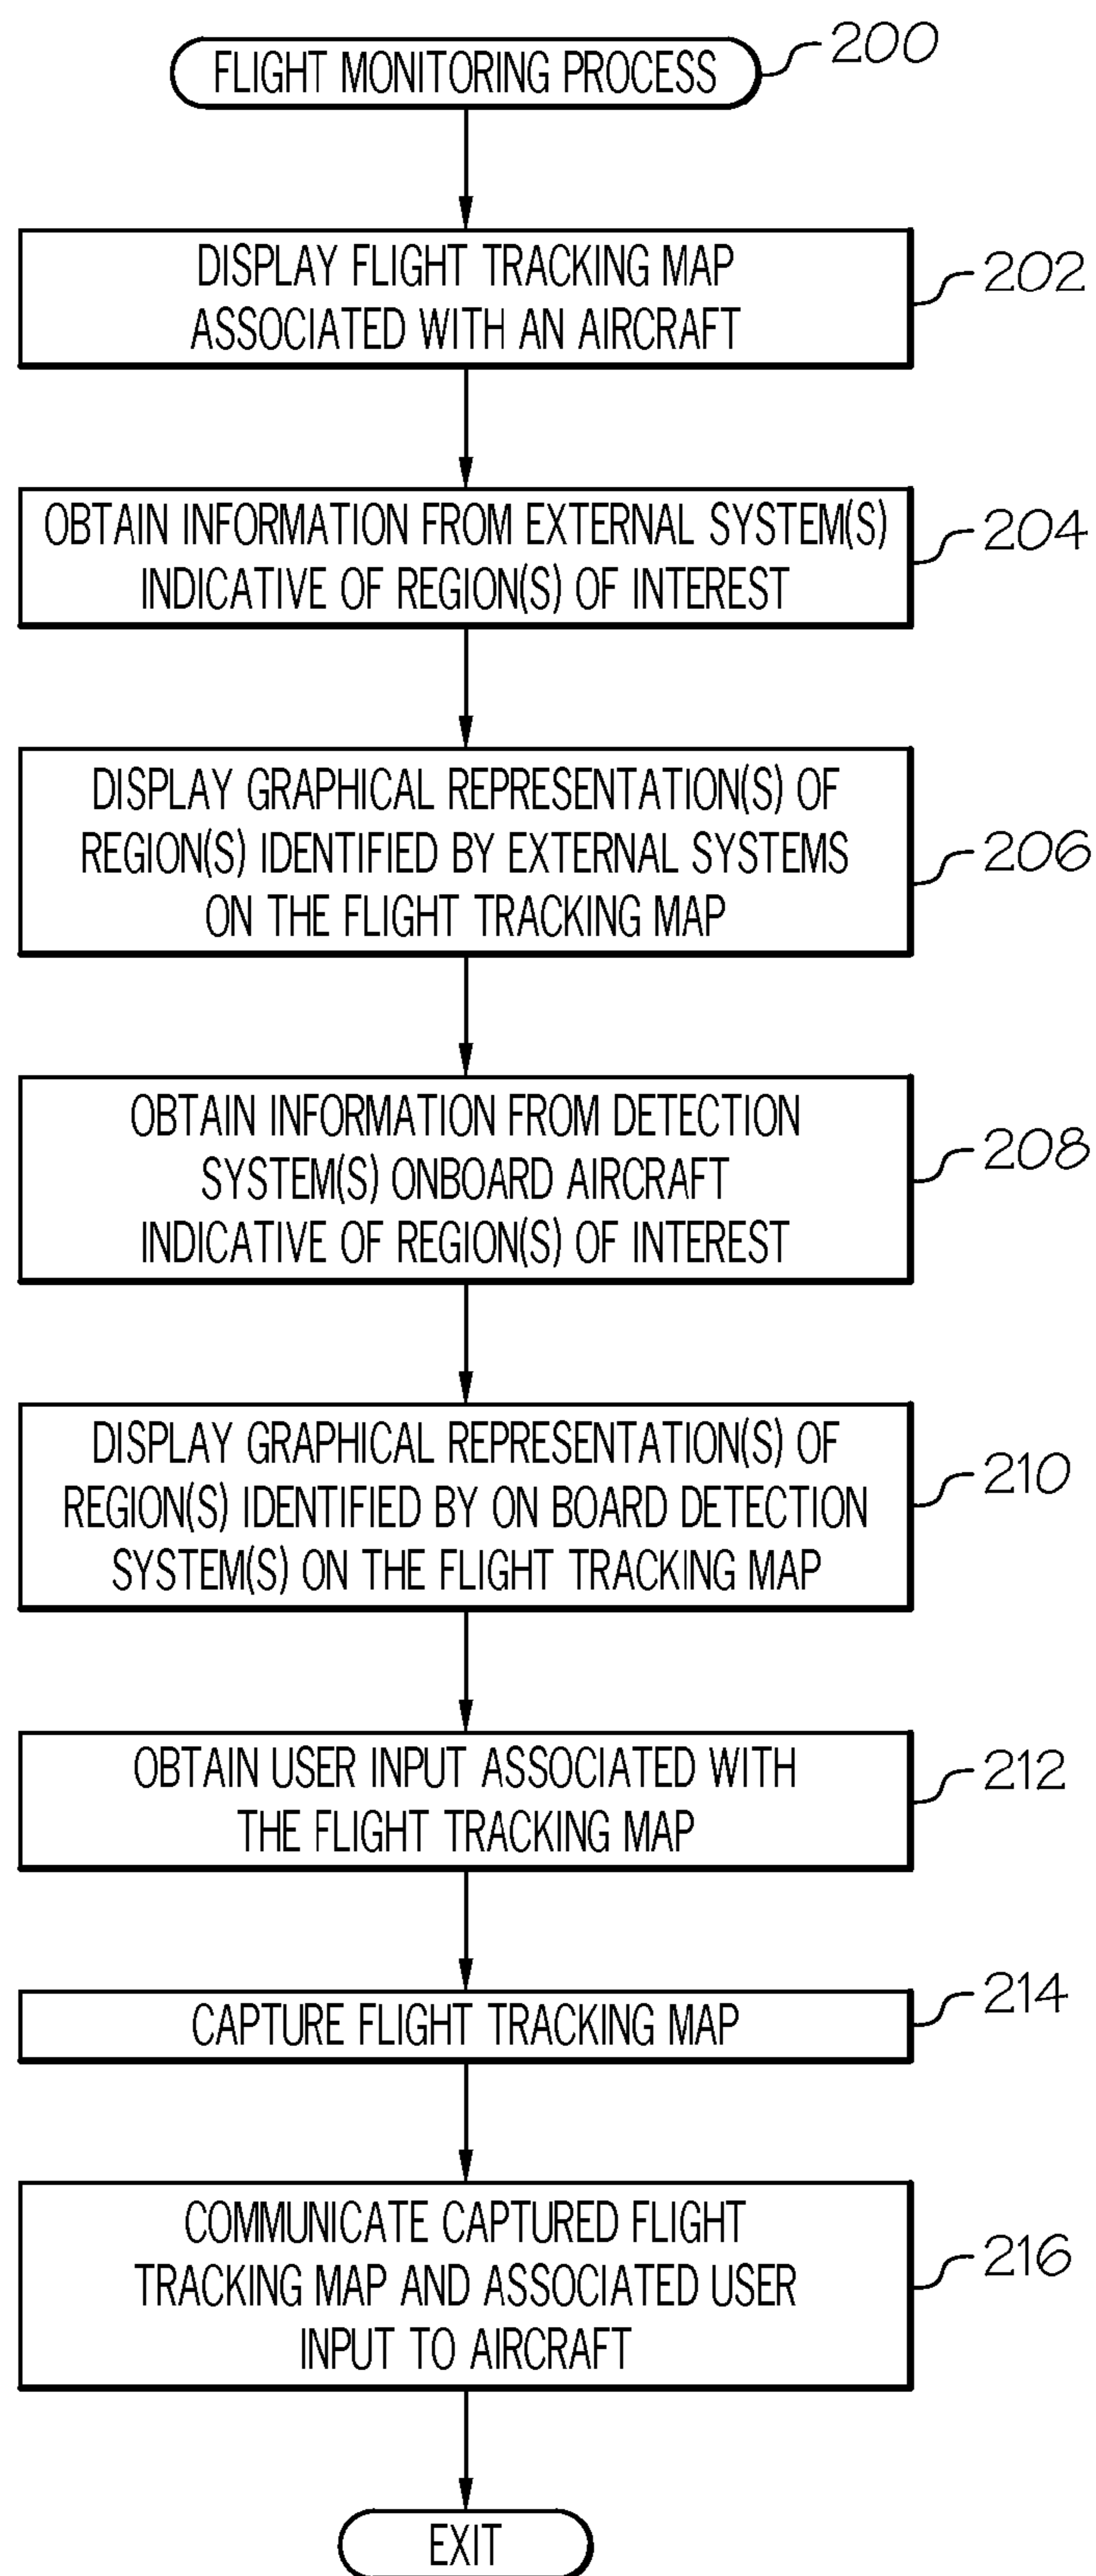 FLIGHT MONITORING PROCESS
200
DISPLAY FLIGHT TRACKING MAP
ASSOCIATED WITH AN AIRCRAFT
202
OBTAIN INFORMATION FROM EXTERNAL SYSTEM(S)
INDICATIVE OF REGION(S) OF INTEREST
204
DISPLAY GRAPHICAL REPRESENTATION(S) OF
REGION(S) IDENTIFIED BY EXTERNAL SYSTEMS
ON THE FLIGHT TRACKING MAP
206
OBTAIN INFORMATION FROM DETECTION
SYSTEM(S) ONBOARD AIRCRAFT
INDICATIVE OF REGION(S) OF INTEREST
208
DISPLAY GRAPHICAL REPRESENTATION(S) OF
REGION(S) IDENTIFIED BY ON BOARD DETECTION
SYSTEM(S) ON THE FLIGHT TRACKING MAP
210
OBTAIN USER INPUT ASSOCIATED WITH
THE FLIGHT TRACKING MAP
212
CAPTURE FLIGHT TRACKING MAP
214
COMMUNICATE CAPTURED FLIGHT
TRACKING MAP AND ASSOCIATED USER
INPUT TO AIRCRAFT
216
EXIT